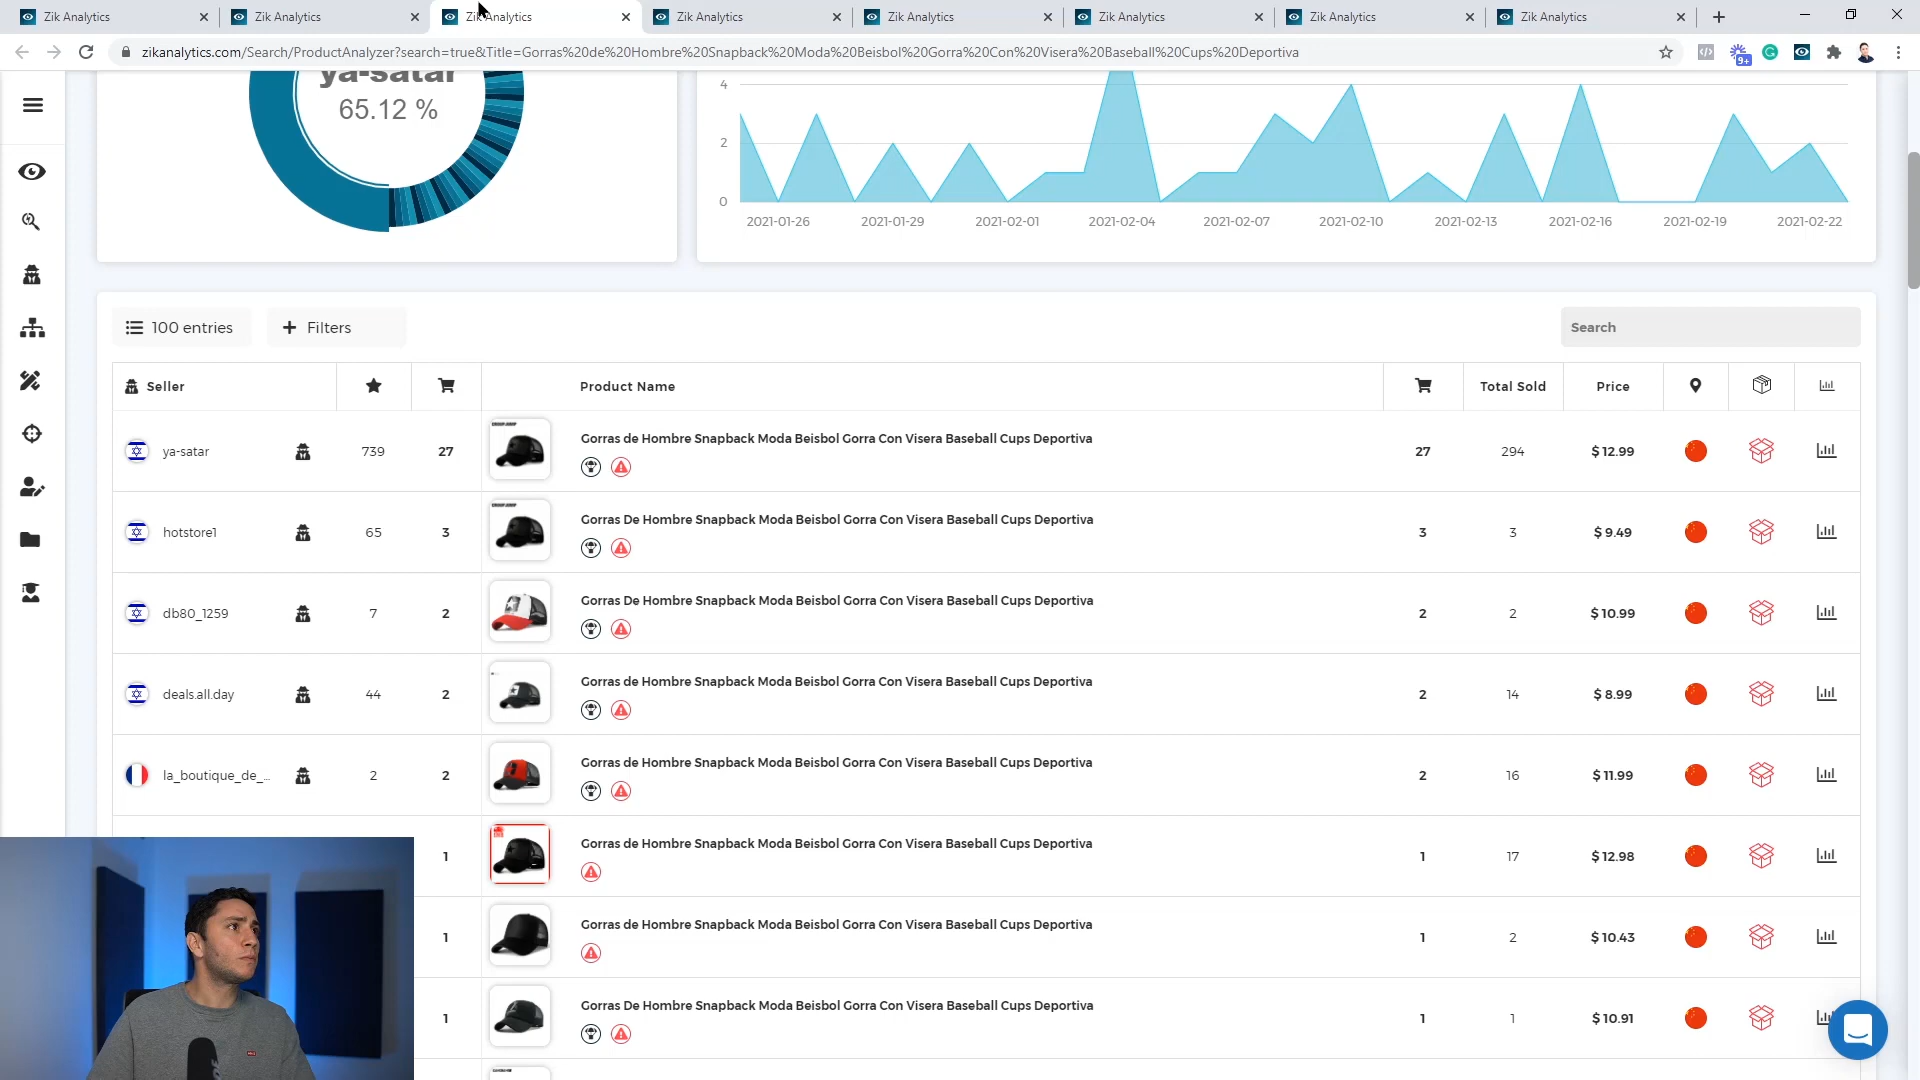 Zik Analytics
Zik Analytics
Zik Analytics
Zik Analytics
Zik Analytics
Zik Analytics
Zik Analytics
Zik Analytics
zikanalytics.com/Search/ProductAnalyzer?search=true&Title=Gorras%20de%20Hombre%20Snapback%20Moda%20Beisbol%20Gorra%20Con%20Visera%20Baseball%20Cups%20Deportiva
9+
ya-satar
65.12 %
4
2
0
2021-01-26 2021-01-29 2021-02-01 2021-02-04 2021-02-07 2021-02-10 2021-02-13 2021-02-16 2021-02-19 2021-02-22
100 entries
Filters
Search
Seller Product Name Total Sold Price
ya-satar 739 27 Gorras de Hombre Snapback Moda Beisbol Gorra Con Visera Baseball Cups Deportiva 27 294 $ 12.99
hotstore1 65 3 Gorras De Hombre Snapback Moda Beisbol Gorra Con Visera Baseball Cups Deportiva 3 3 $ 9.49
db80_1259 7 2 Gorras De Hombre Snapback Moda Beisbol Gorra Con Visera Baseball Cups Deportiva 2 2 $ 10.99
deals.all.day 44 2 Gorras de Hombre Snapback Moda Beisbol Gorra Con Visera Baseball Cups Deportiva 2 14 $ 8.99
la_boutique_de_... 2 2 Gorras de Hombre Snapback Moda Beisbol Gorra Con Visera Baseball Cups Deportiva 2 16 $ 11.99
1 Gorras de Hombre Snapback Moda Beisbol Gorra Con Visera Baseball Cups Deportiva 1 17 $ 12.98
1 Gorras de Hombre Snapback Moda Beisbol Gorra Con Visera Baseball Cups Deportiva 1 2 $ 10.43
1 Gorras De Hombre Snapback Moda Beisbol Gorra Con Visera Baseball Cups Deportiva 1 1 $ 10.91